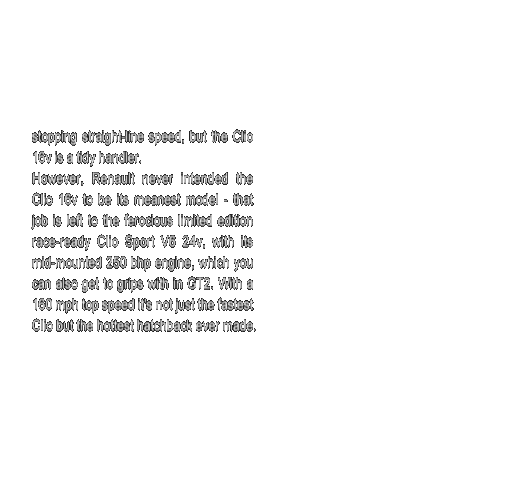 stopping straight-line speed, but the Clio
16v is a tidy handler.
However, Renault never intended the
Clio 16v to be its meanest model - that
job is left to the ferocious limited edition
race-ready Clio Sport V6 24v, with its
mid-mounted 250 bhp engine, which you
can also get to grips with in GT2. With a
160 mph top speed it's not just the fastest
Clio but the hottest hatchback ever made.